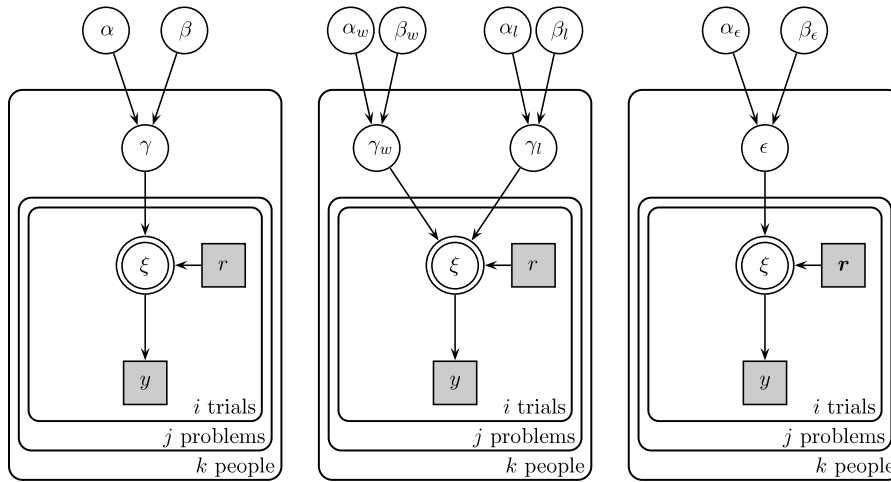 α β α_w β_w α_l β_l α_ϵ β_ϵ
γ γ_w γ_l ϵ
ξ r ξ r ξ r
y y y
i trials i trials i trials
j problems j problems j problems
k people k people k people